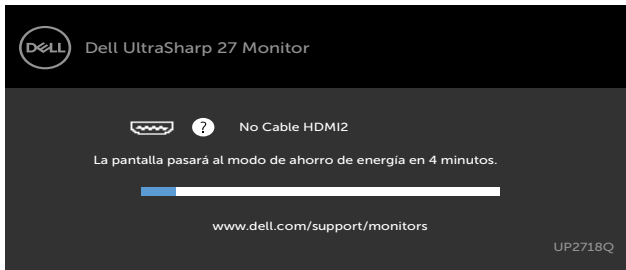 DELL Dell UltraSharp 27 Monitor
? No Cable HDMI2
La pantalla pasará al modo de ahorro de energía en 4 minutos.
www.dell.com/support/monitors
UP2718Q